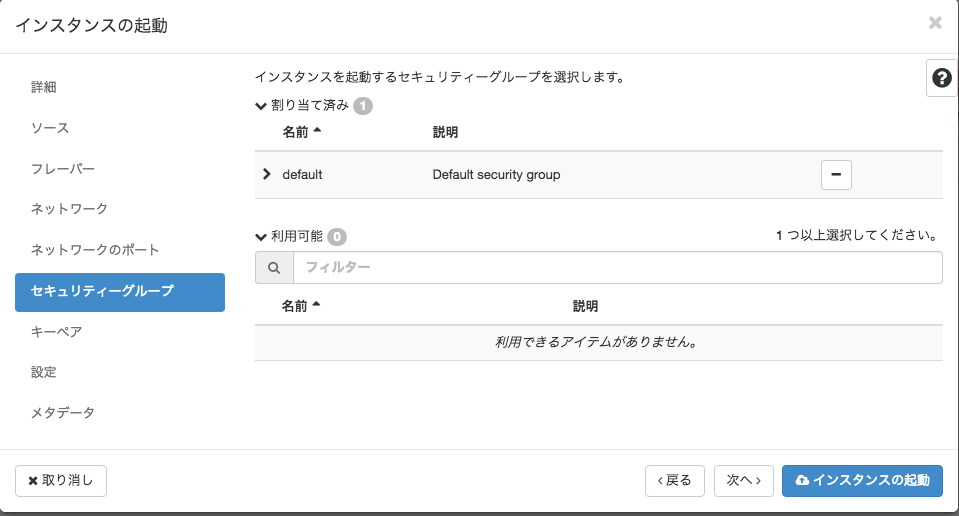 インスタンスの起動
詳細
ソース
フレーバー
ネットワーク
ネットワークのポート
セキュリティーグループ
キーペア
設定
メタデータ
インスタンスを起動するセキュリティーグループを選択します。
割り当て済み 1
名前 説明
default Default security group
利用可能 0 1 つ以上選択してください。
フィルター
名前 説明
利用できるアイテムがありません。
取り消し
戻る 次へ インスタンスの起動